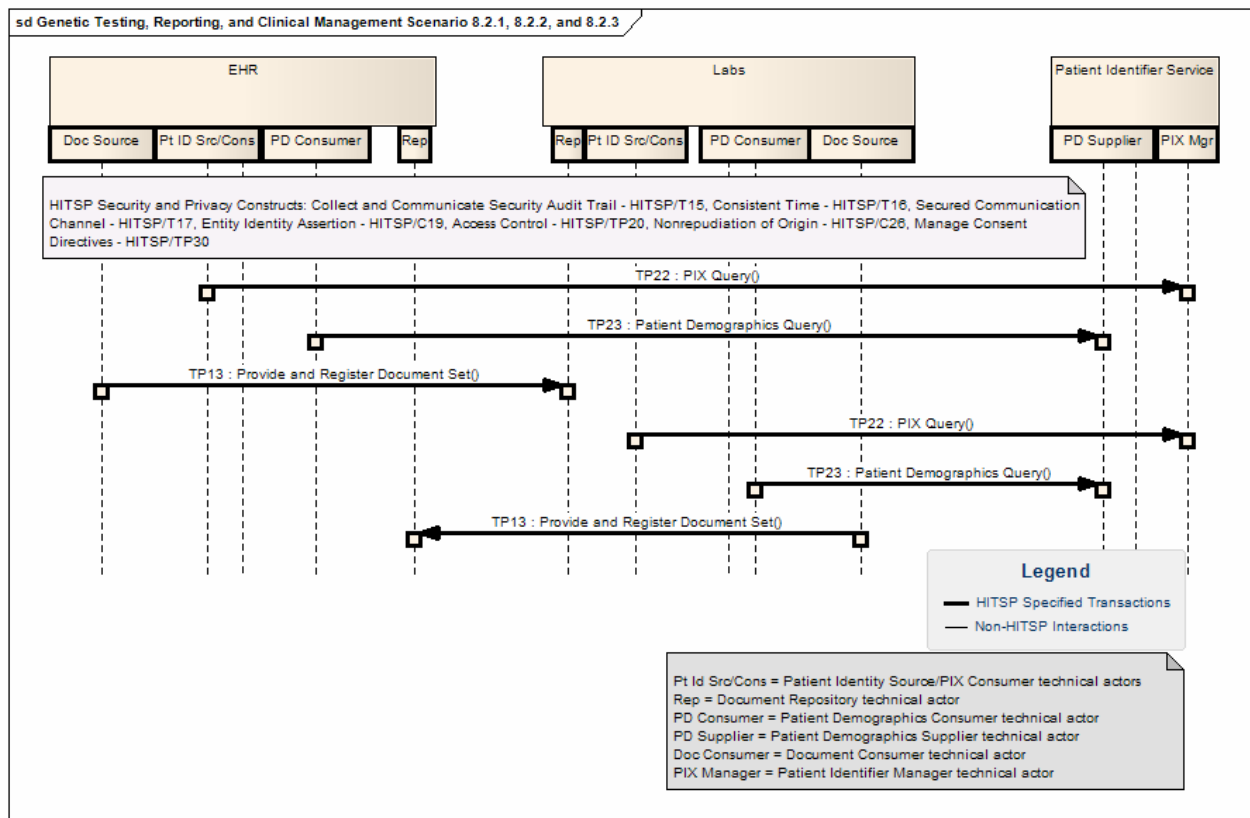 sd Genetic Testing, Reporting, and Clinical Management Scenario 8.2.1, 8.2.2, and 8.2.3
EHR
Labs
Patient Identifier Service
Doc Source
Pt ID Src/Cons
PD Consumer
Rep
Rep
Pt ID Src/Cons
PD Consumer
Doc Source
PD Supplier
PIX Mgr
HITSP Security and Privacy Constructs: Collect and Communicate Security Audit Trail - HITSP/T15, Consistent Time - HITSP/T16, Secured Communication
Channel - HITSP/T17, Entity Identity Assertion - HITSP/C19, Access Control - HITSP/TP20, Nonrepudiation of Origin - HITSP/C26, Manage Consent
Directives - HITSP/TP30
TP22 : PIX Query()
TP23 : Patient Demographics Query()
TP13 : Provide and Register Document Set()
TP22 : PIX Query()
TP23 : Patient Demographics Query()
TP13 : Provide and Register Document Set()
Legend
HITSP Specified Transactions
Non-HITSP Interactions
Pt Id Src/Cons = Patient Identity Source/PIX Consumer technical actors
Rep = Document Repository technical actor
PD Consumer = Patient Demographics Consumer technical actor
PD Supplier = Patient Demographics Supplier technical actor
Doc Consumer = Document Consumer technical actor
PIX Manager = Patient Identifier Manager technical actor